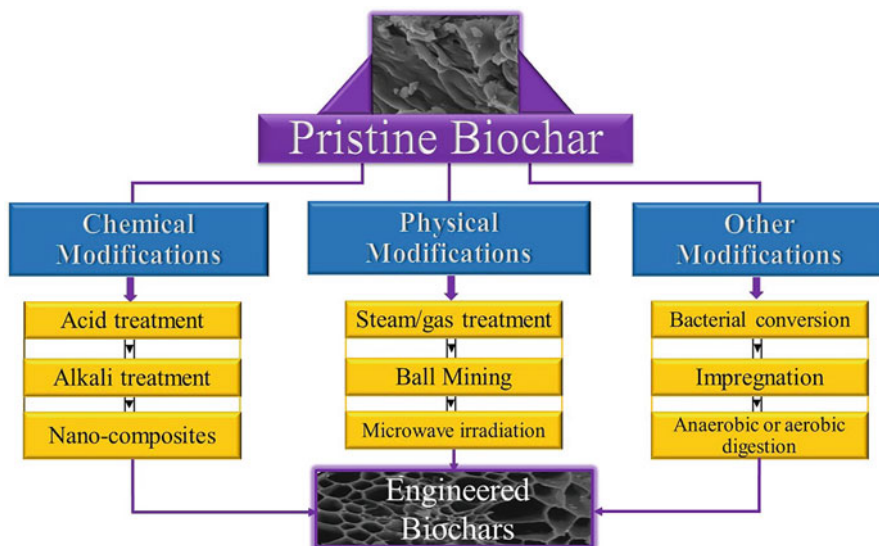 Pristine Biochar
Chemical
Modifications
Acid treatment
Alkali treatment
Nano-composites
Physical
Modifications
Steam/gas treatment
Ball Mining
Microwave irradiation
Other
Modifications
Bacterial conversion
Impregnation
Anaerobic or aerobic
digestion
Engineered
Biochars